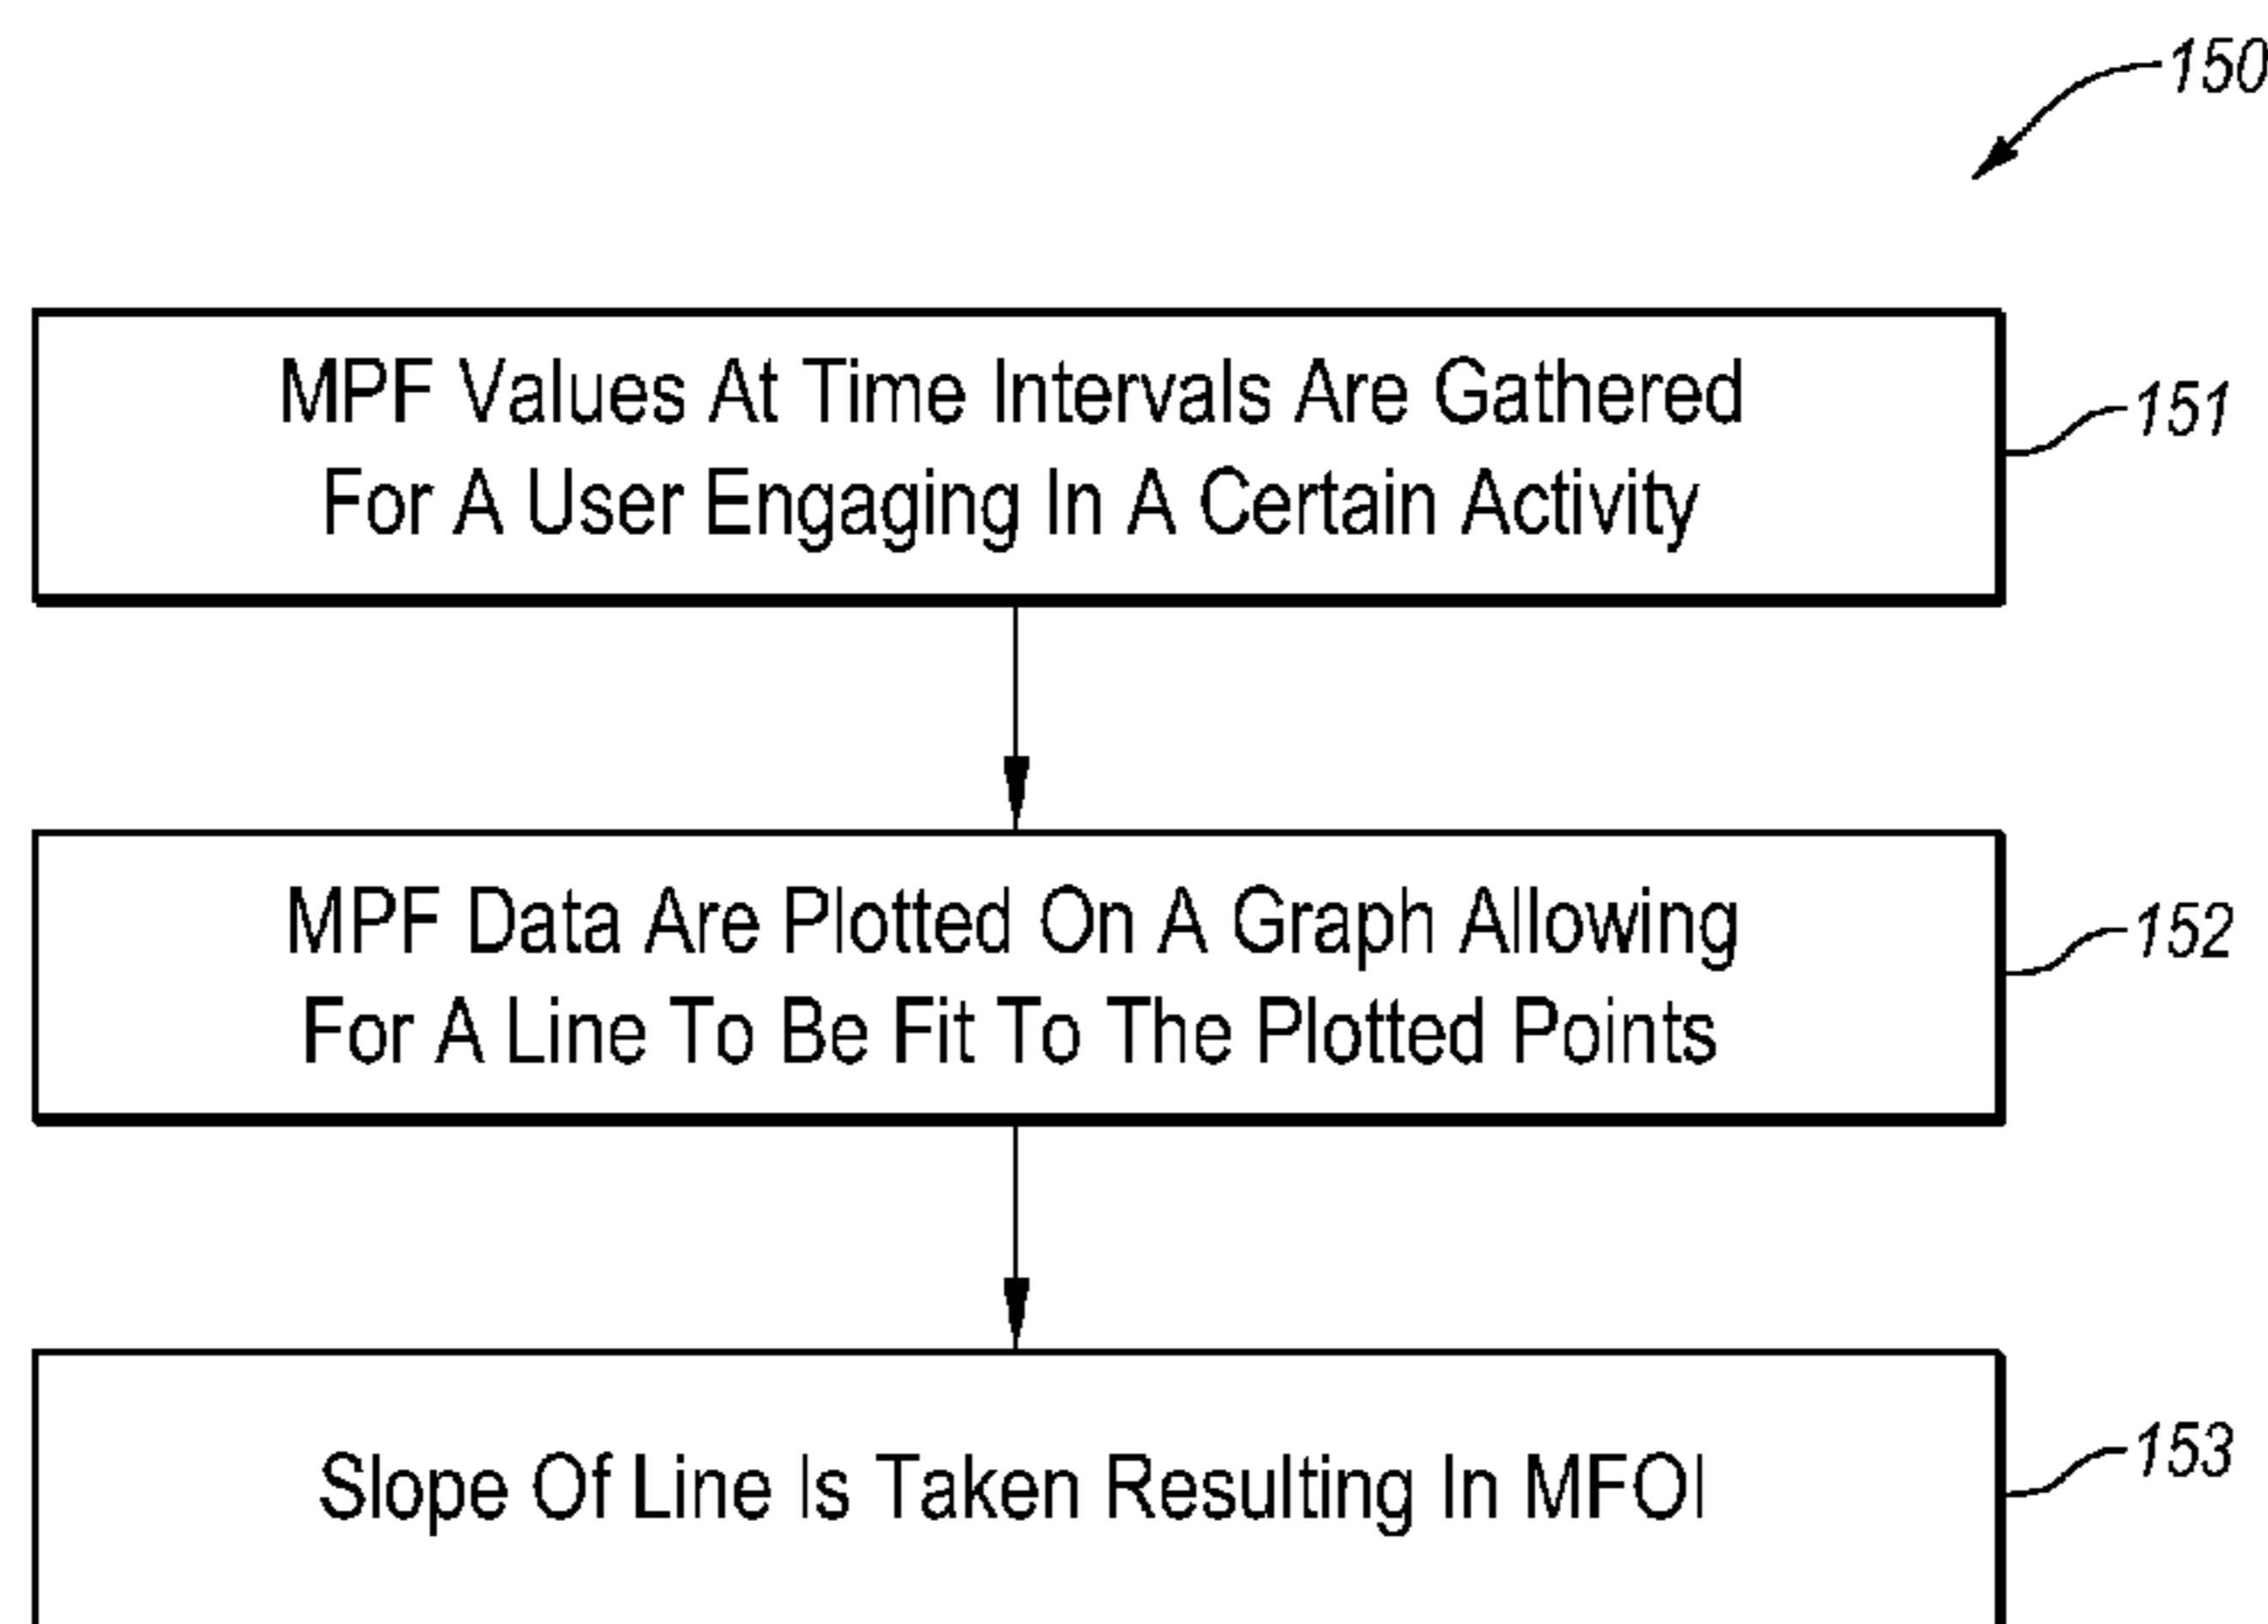 150
MPF Values At Time Intervals Are Gathered
For A User Engaging In A Certain Activity
151
MPF Data Are Plotted On A Graph Allowing
For A Line To Be Fit To The Plotted Points
152
Slope Of Line Is Taken Resulting In MFOI
153